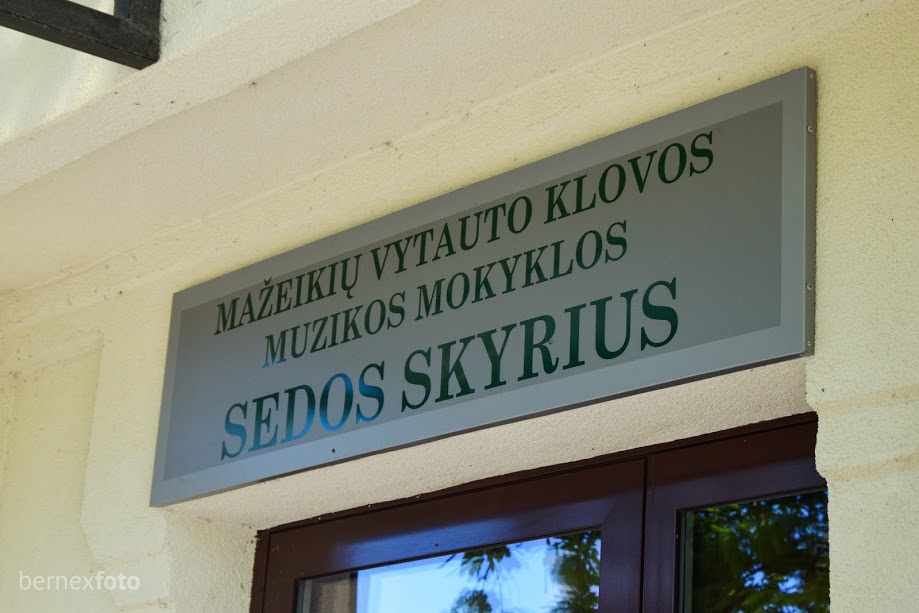 MAŽEIKIŲ VYTAUTO KLOVOS
MUZIKOS MOKYKLOS
SEDOS SKYRIUS
bernexfoto